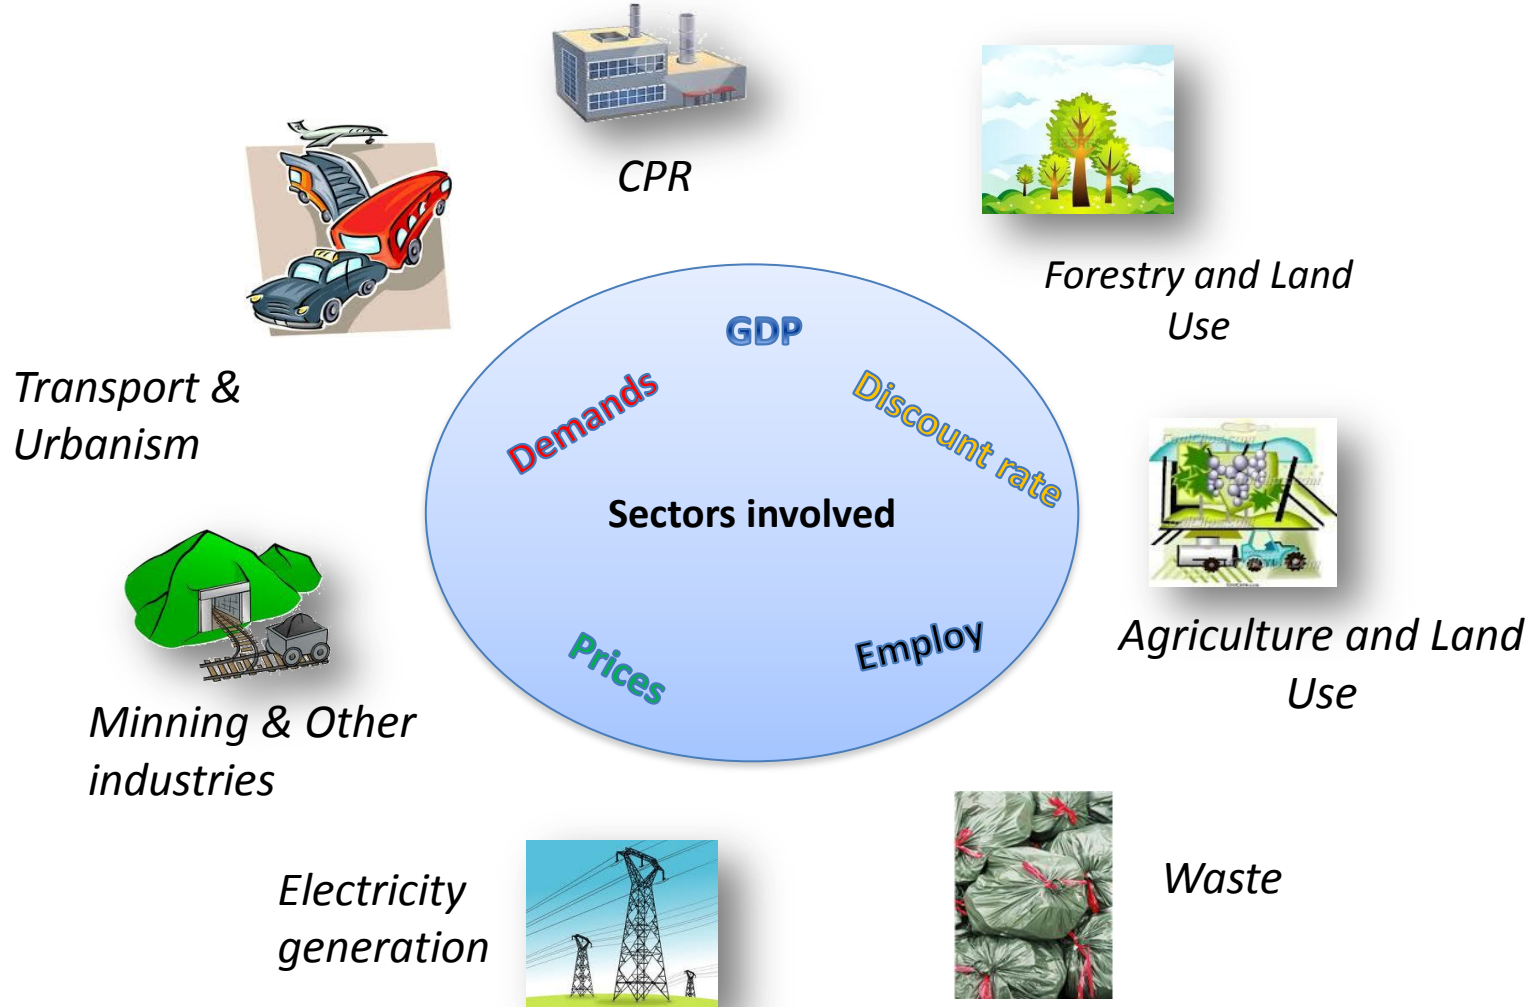 CPR
Forestry and Land
Use
Transport &
Urbanism
GDP
Demands
Discount rate
Sectors involved
Prices
Employ
Agriculture and Land
Use
Minning & Other
industries
Electricity
generation
Waste